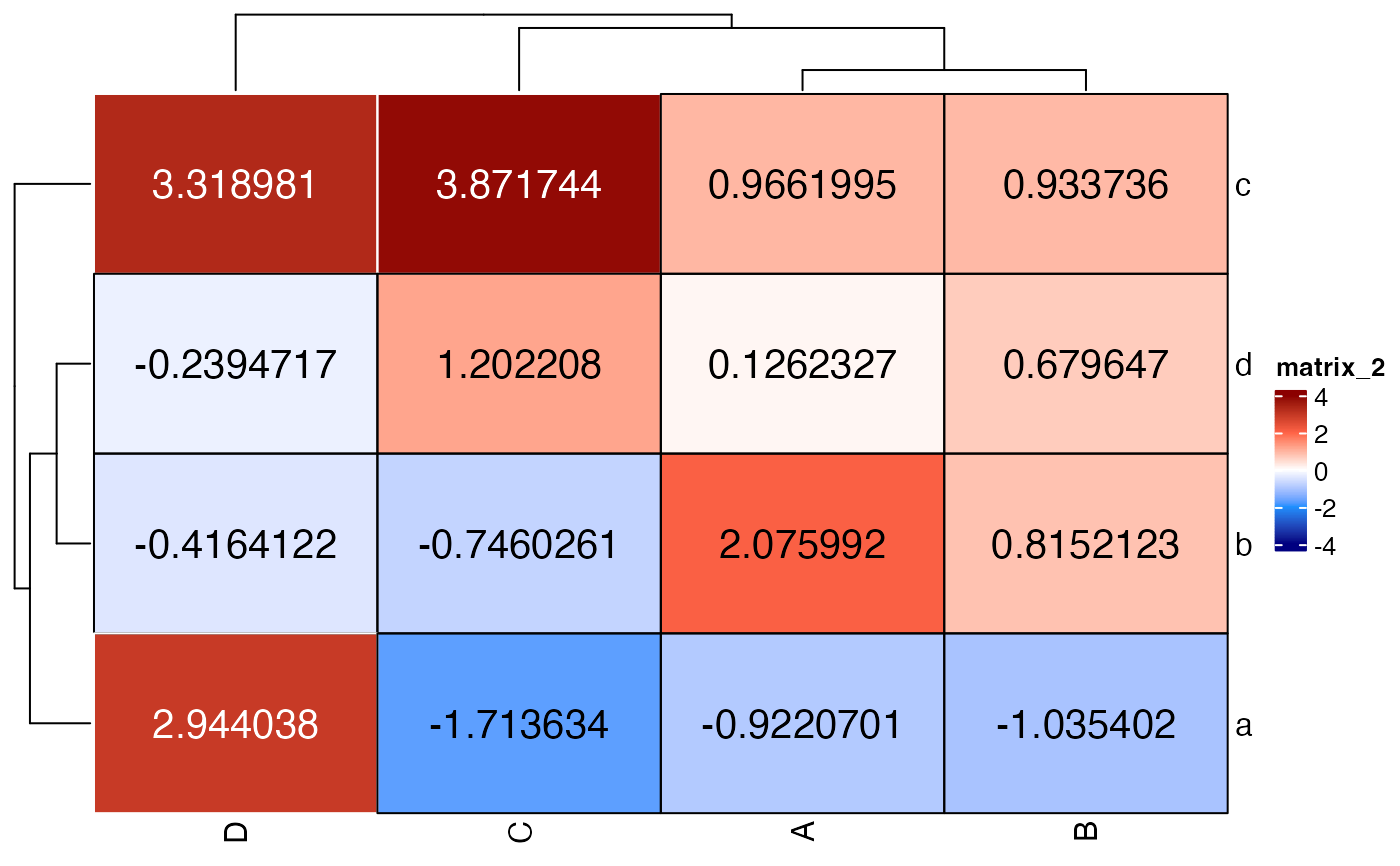 3.318981 3.871744 0.9661995 0.933736 c
-0.2394717 1.202208 0.1262327 0.679647 d
-0.4164122 -0.7460261 2.075992 0.8152123 b
2.944038 -1.713634 -0.9220701 -1.035402 a
D C A B
matrix_2
4
2
0
-2
-4